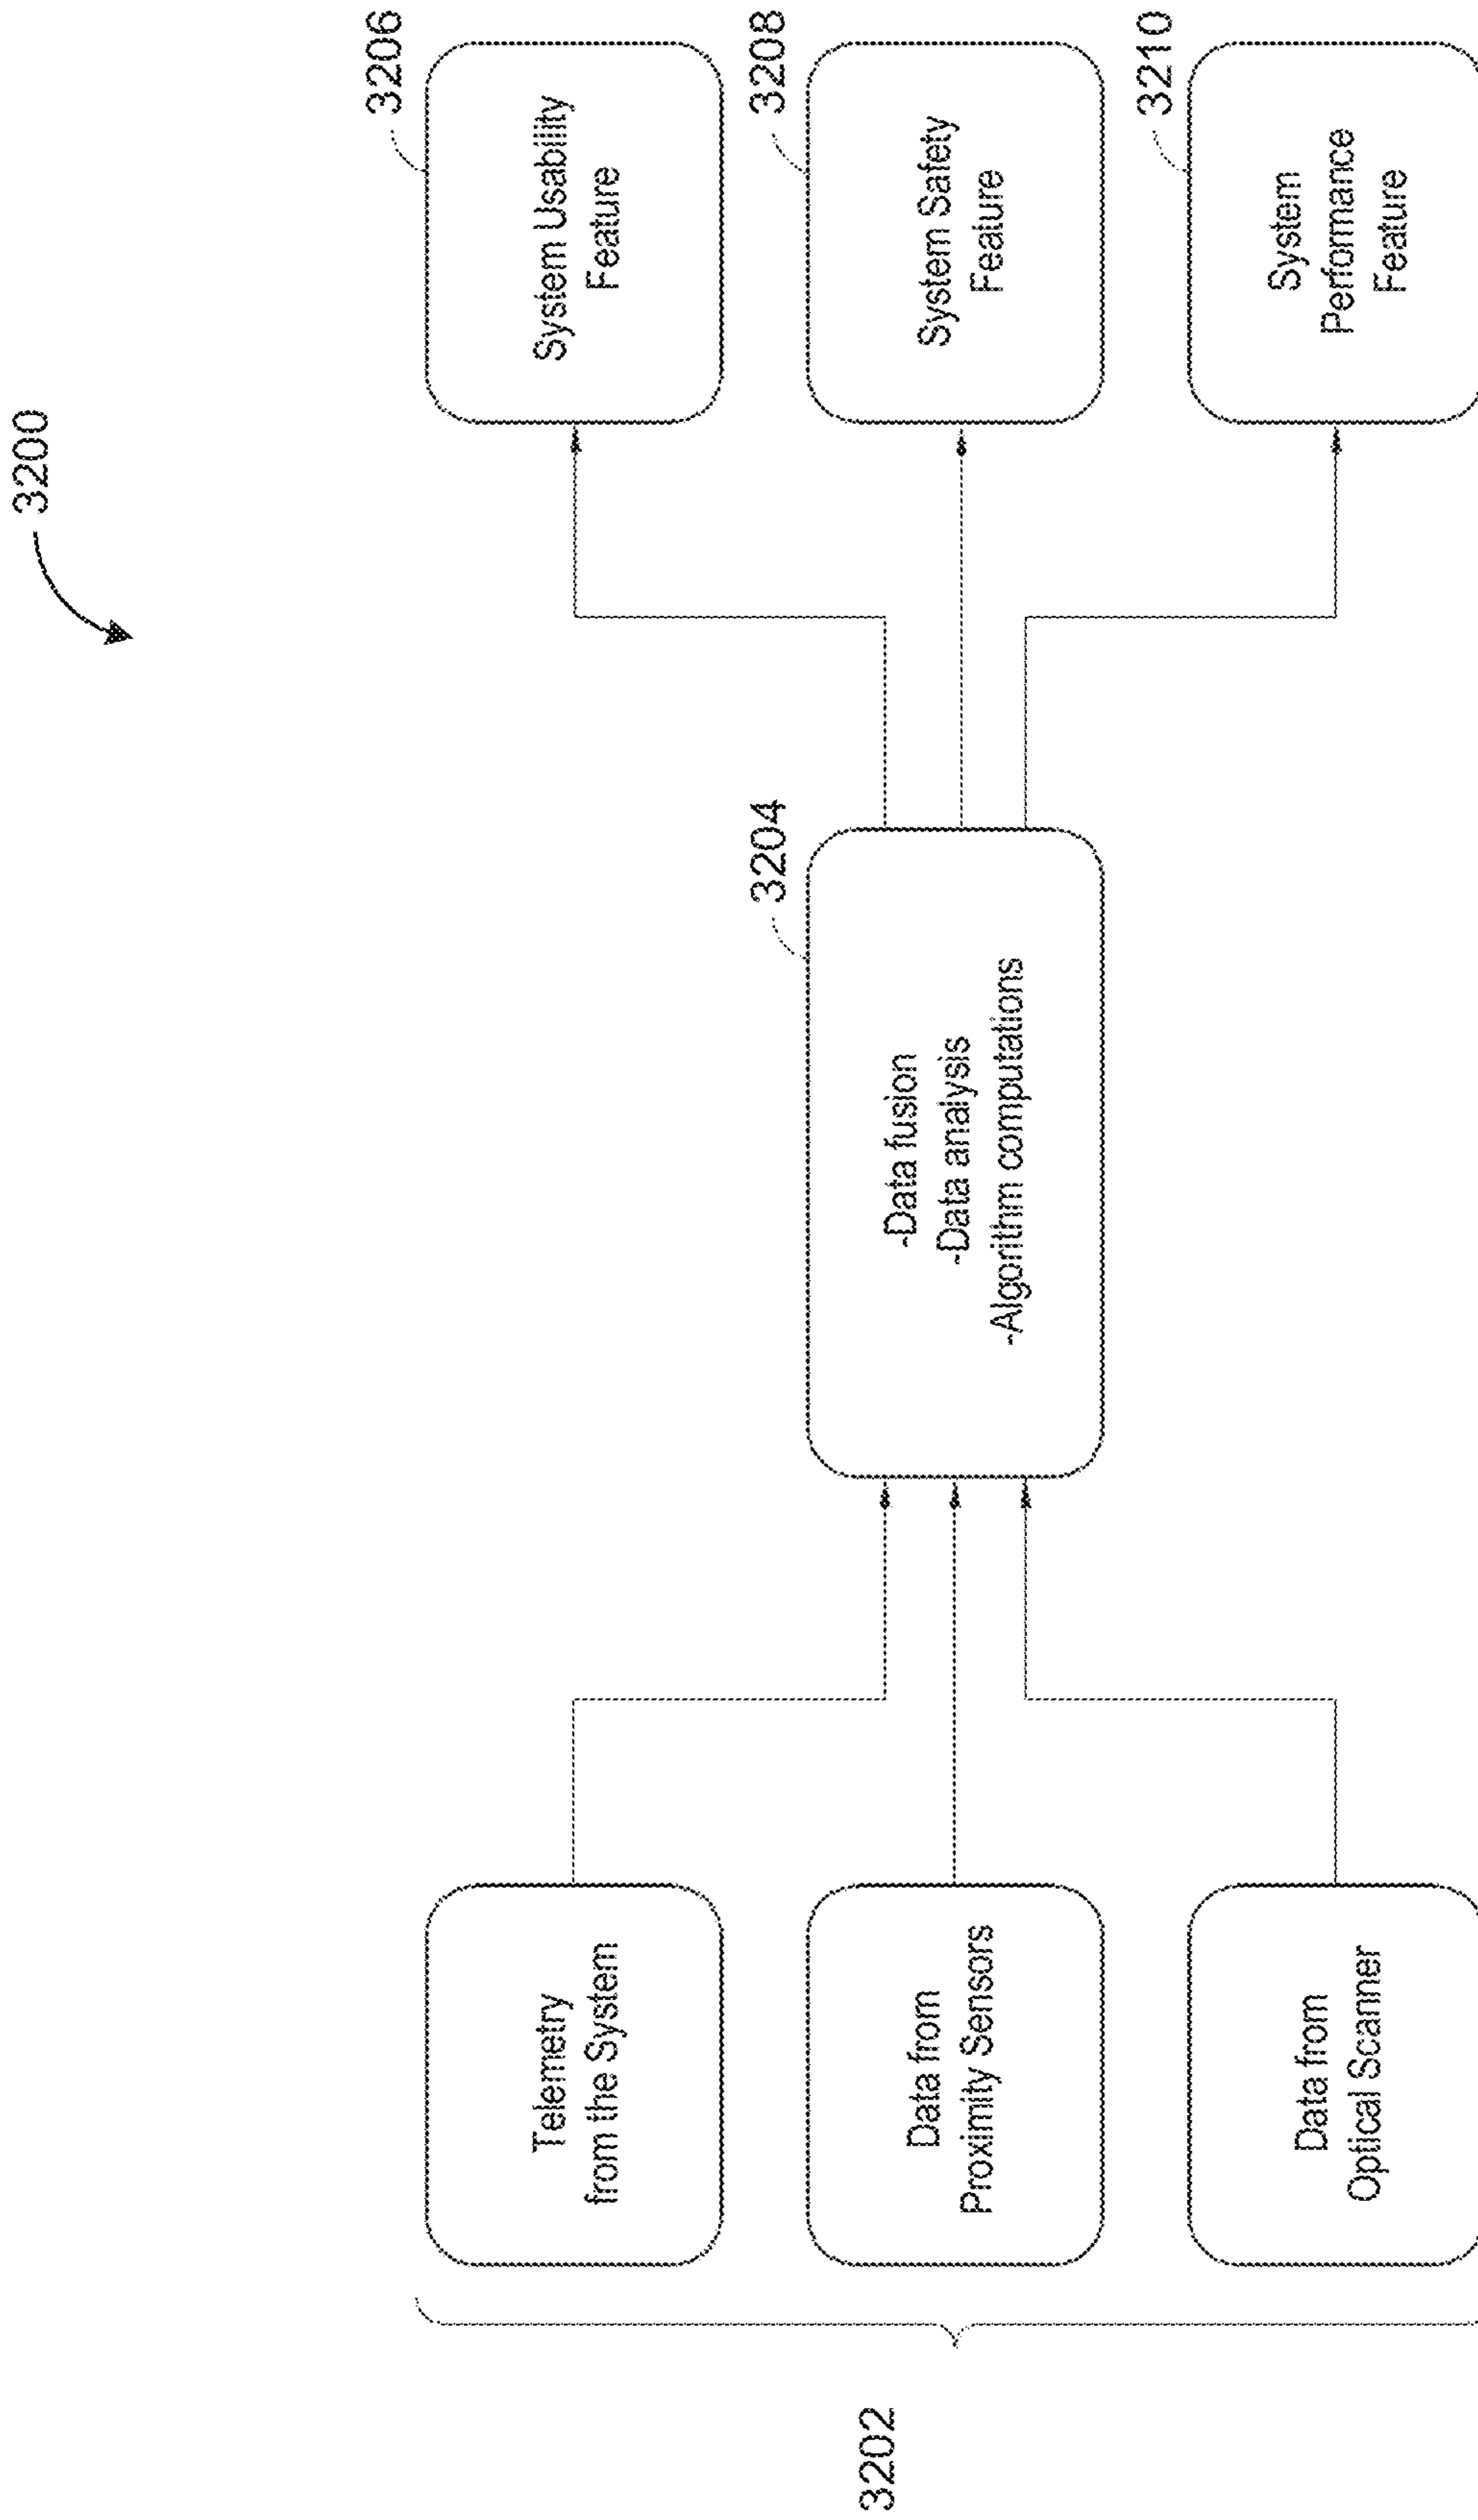 3200
3202
Telemetry
from the System
Data from
Proximity Sensors
Data from
Optical Scanner
3204
-Data fusion
-Data analysis
-Algorithm computations
3206
System Usability
Feature
3208
System Safety
Feature
3210
System
Performance
Feature